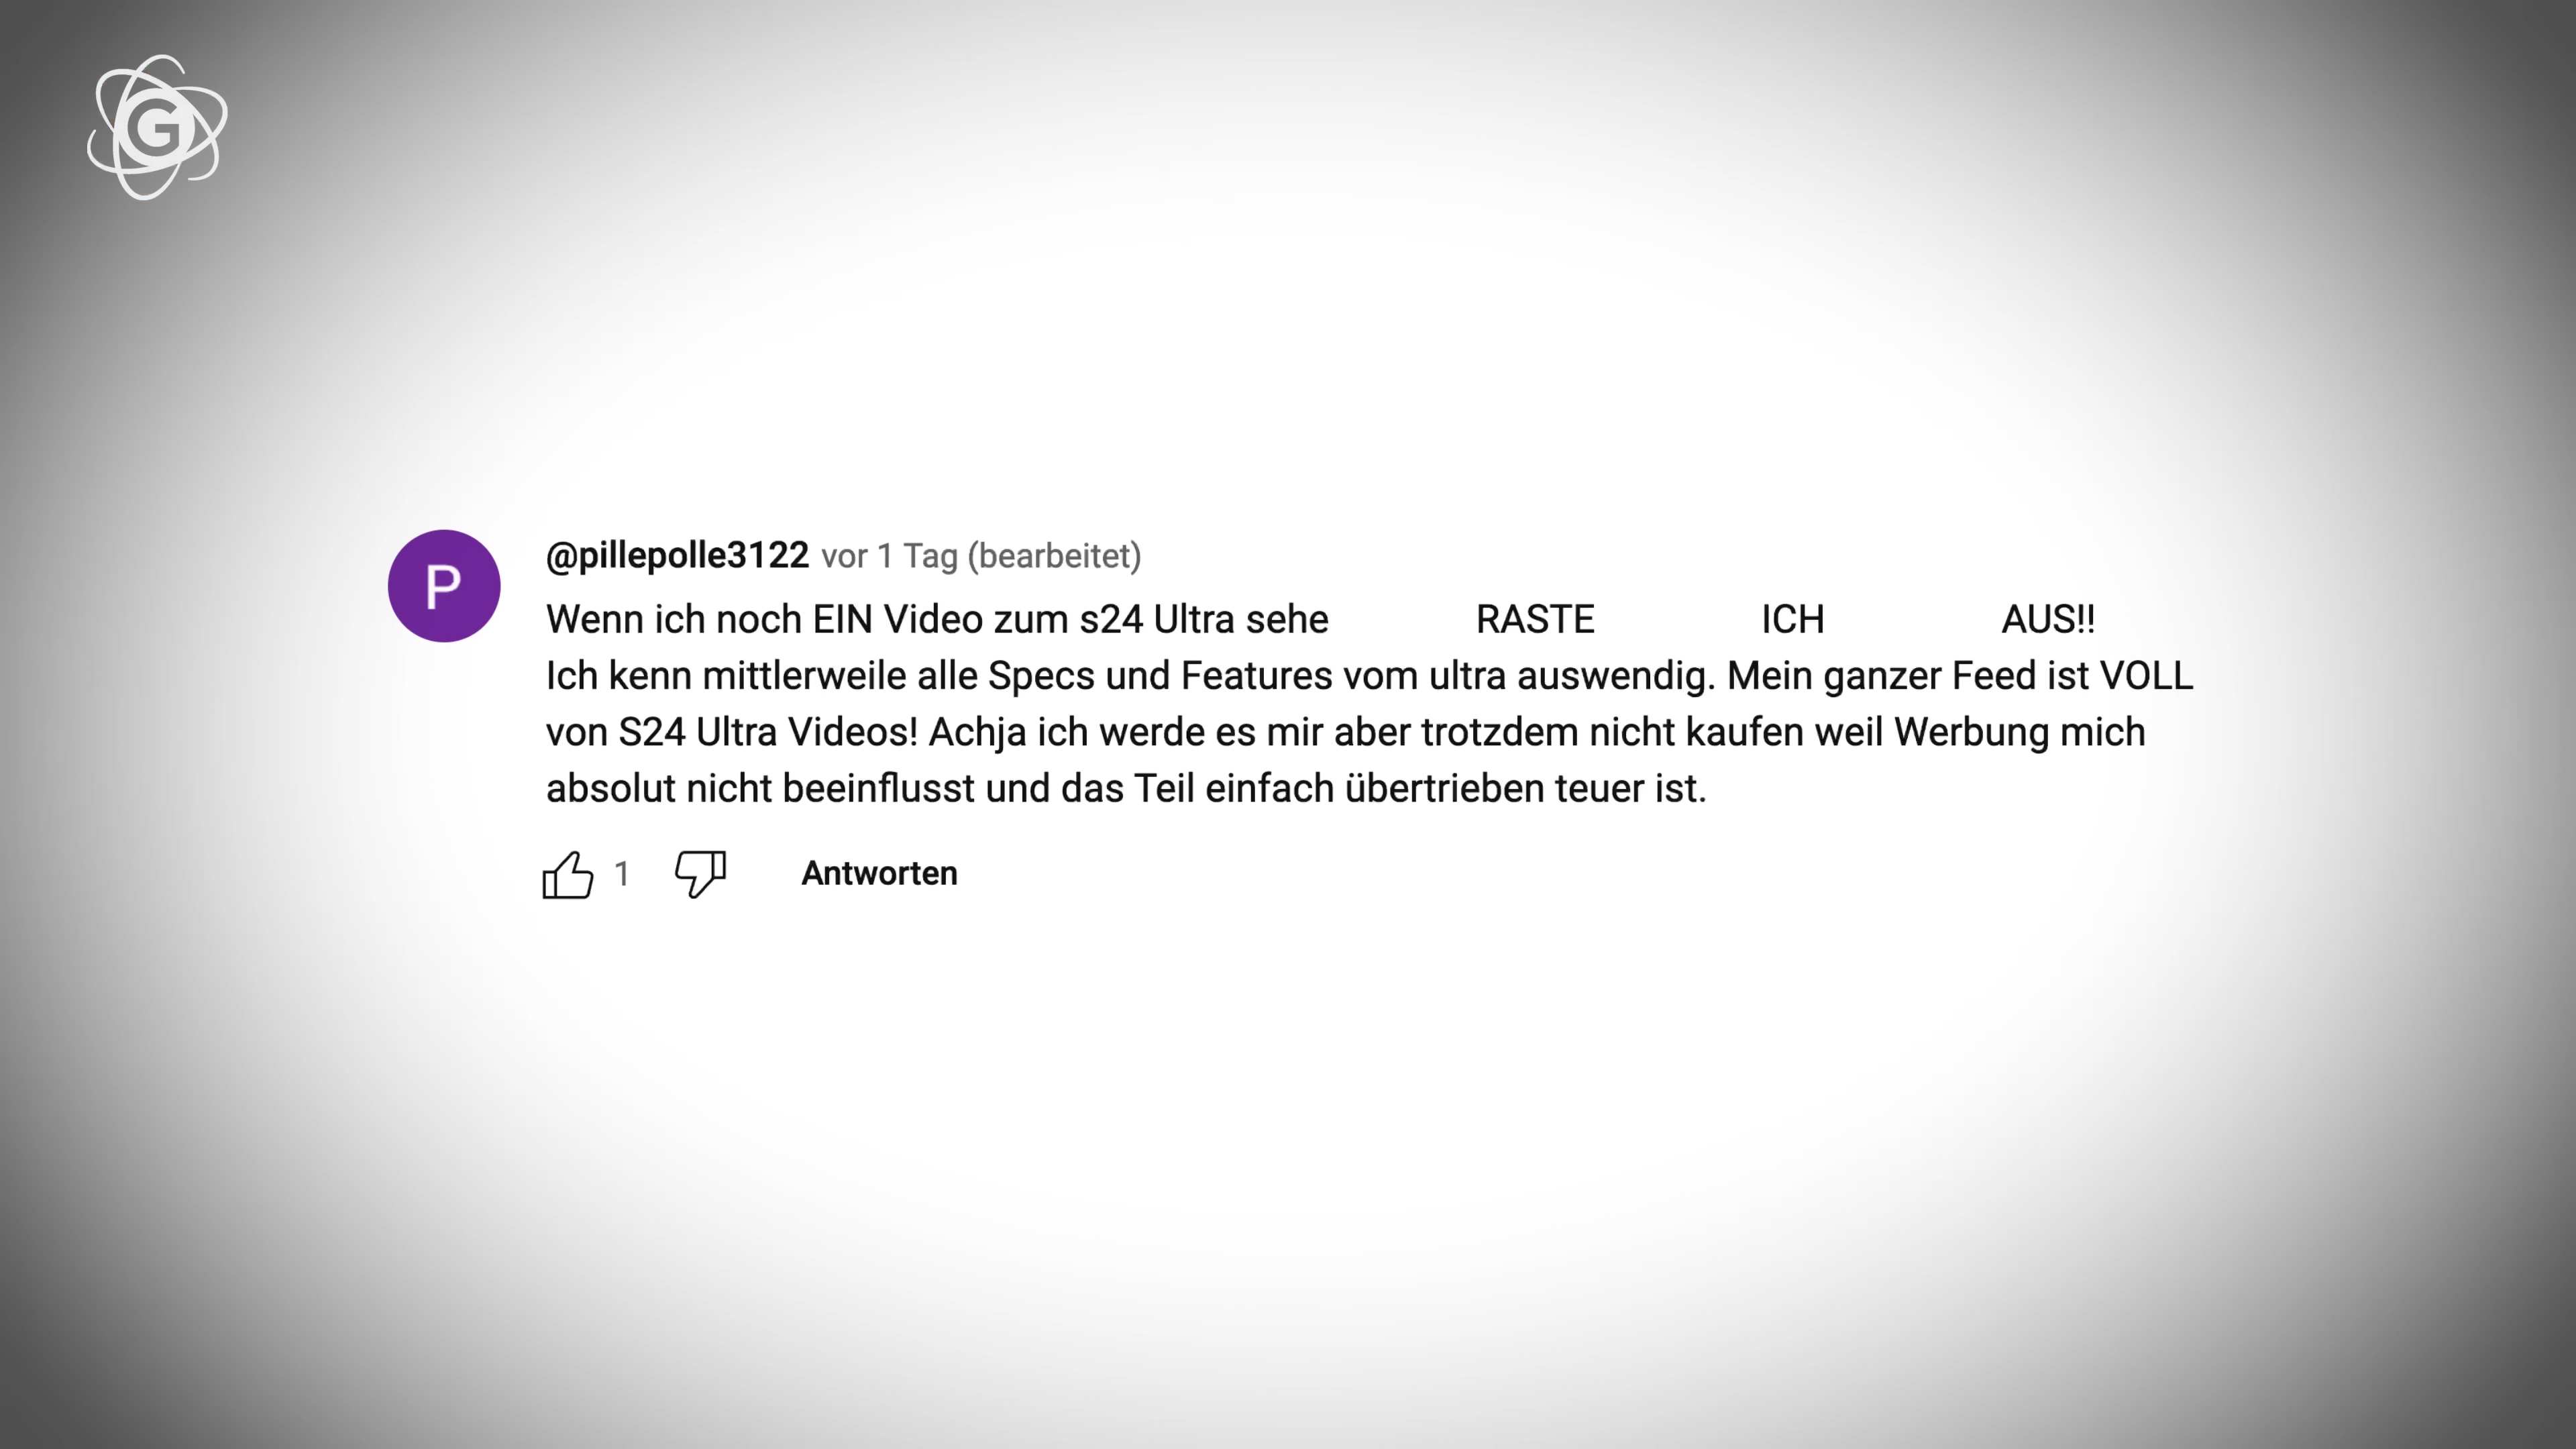 G
@pillepolle3122 vor 1 Tag (bearbeitet)
P
Wenn ich noch EIN Video zum s24 Ultra sehe RASTE ICH AUS!!
Ich kenn mittlerweile alle Specs und Features vom ultra auswendig. Mein ganzer Feed ist VOLL
von S24 Ultra Videos! Achja ich werde es mir aber trotzdem nicht kaufen weil Werbung mich
absolut nicht beeinflusst und das Teil einfach übertrieben teuer ist.
1 Antworten